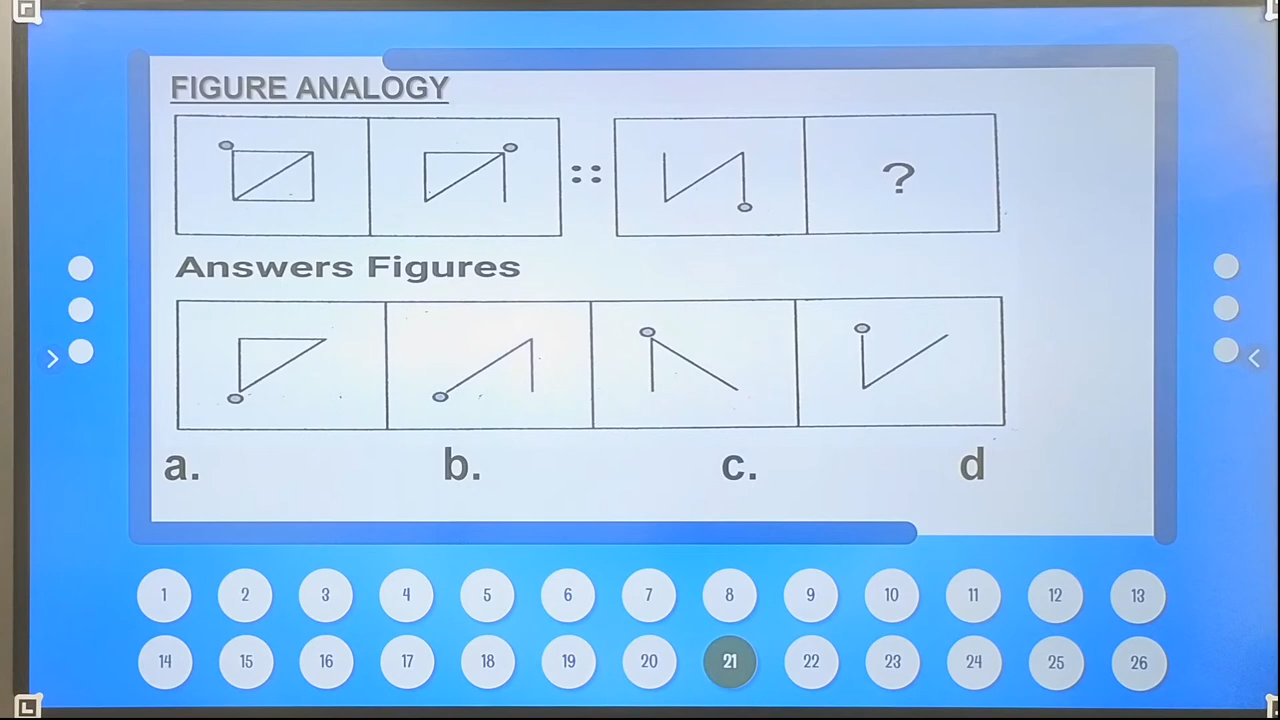 FIGURE ANALOGY
?
Answers Figures
a. b. c. d
1 2 3 4 5 6 7 8 9 10 11 12 13
14 15 16 17 18 19 20 21 22 23 24 25 26